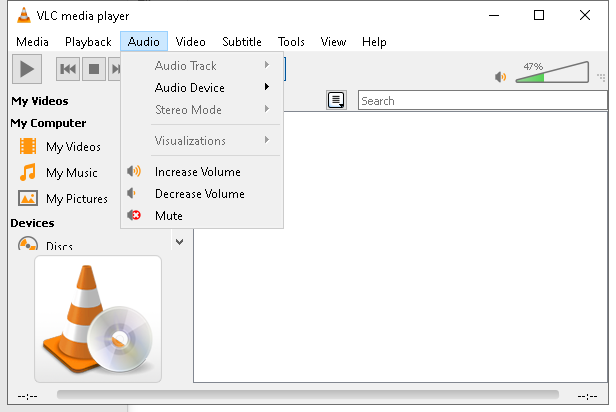 VLC media player
Media Playback Audio Video Subtitle Tools View Help
47%
Audio Track
Audio Device
Stereo Mode
Visualizations
Increase Volume
Decrease Volume
Mute
Search
My Videos
My Computer
My Videos
My Music
My Pictures
Devices
Discs
--:-- --:--